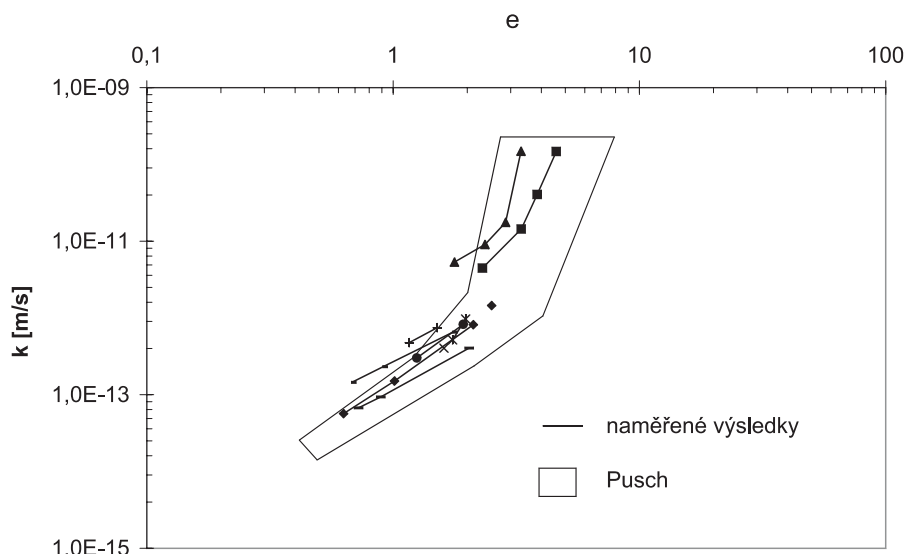 e
0,1 1 10 100
1,0E-09
1,0E-11
k [m/s]
1,0E-13
naměřené výsledky
Pusch
1,0E-15